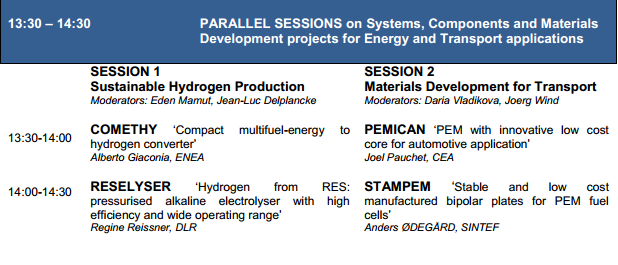 13:30 – 14:30 PARALLEL SESSIONS on Systems, Components and Materials
Development projects for Energy and Transport applications
SESSION 1
Sustainable Hydrogen Production
Moderators: Eden Mamut, Jean-Luc Delplancke
SESSION 2
Materials Development for Transport
Moderators: Daria Vladikova, Joerg Wind
13:30-14:00
COMETHY ‘Compact multifuel-energy to
hydrogen converter’
Alberto Giaconia, ENEA
PEMICAN ‘PEM with innovative low cost
core for automotive application’
Joel Pauchet, CEA
14:00-14:30
RESELYSER ‘Hydrogen from RES:
pressurised alkaline electrolyser with high
efficiency and wide operating range’
Regine Reissner, DLR
STAMPEM ‘Stable and low cost
manufactured bipolar plates for PEM fuel
cells’
Anders ØDEGÅRD, SINTEF